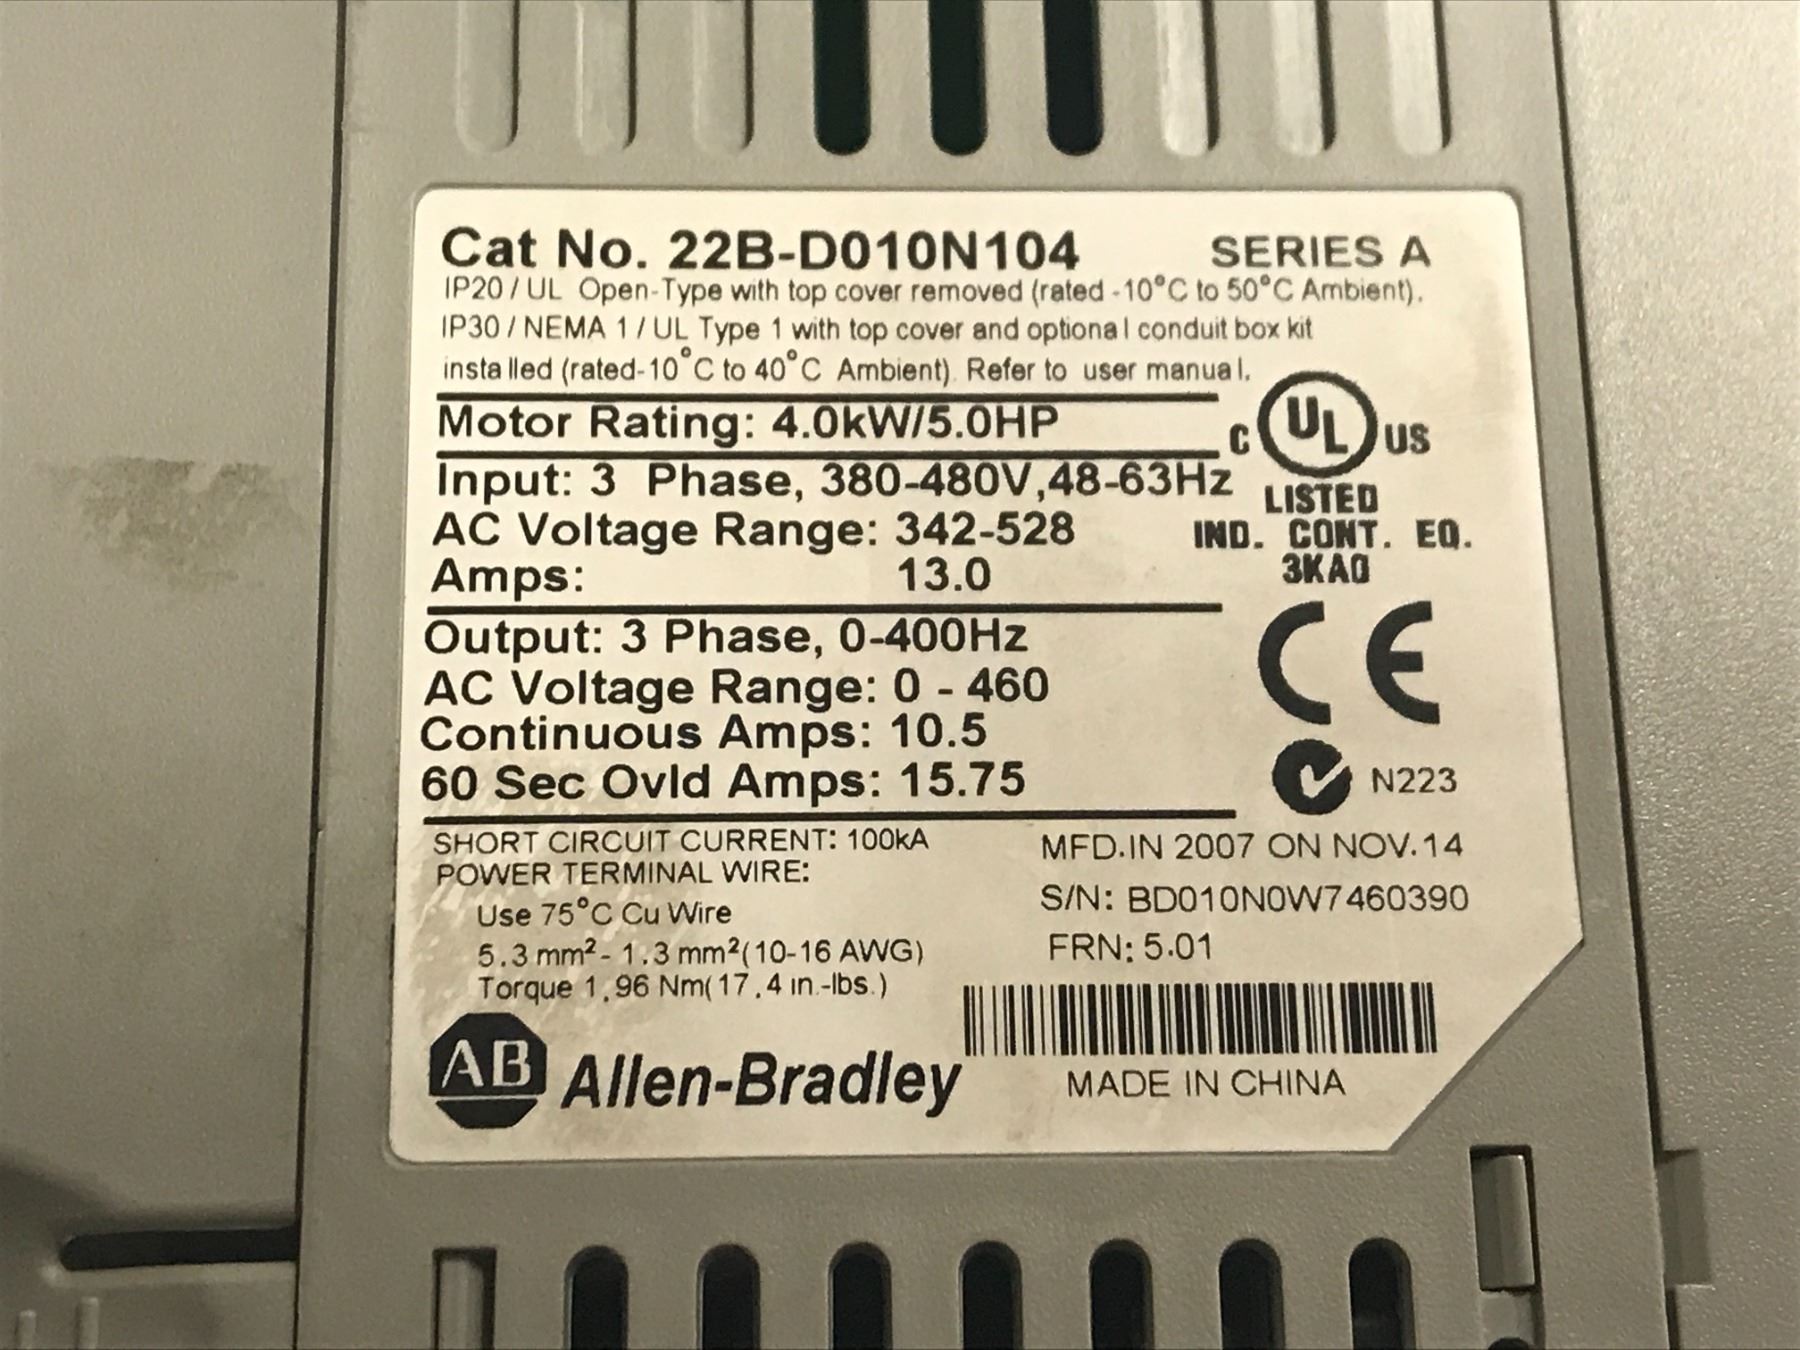 Cat No. 22B-D010N104 SERIES A
IP20 / UL Open-Type with top cover removed (rated -10°C to 50°C Ambient).
IP30 / NEMA 1 / UL Type 1 with top cover and optional conduit box kit
installed (rated-10°C to 40°C Ambient). Refer to user manual.
Motor Rating: 4.0kW/5.0HP
C UL US
Input: 3 Phase, 380-480V,48-63Hz
LISTED
AC Voltage Range: 342-528
IND. CONT. EQ.
Amps: 13.0
3KA0
Output: 3 Phase, 0-400Hz
CE
AC Voltage Range: 0 - 460
Continuous Amps: 10.5
60 Sec Ovld Amps: 15.75
N223
SHORT CIRCUIT CURRENT: 100kA
POWER TERMINAL WIRE:
Use 75°C Cu Wire
5.3 mm²- 1.3 mm²(10-16 AWG)
Torque 1.96 Nm(17.4 in.-lbs.)
MFD.IN 2007 ON NOV.14
S/N: BD010N0W7460390
FRN: 5.01
AB Allen-Bradley
MADE IN CHINA